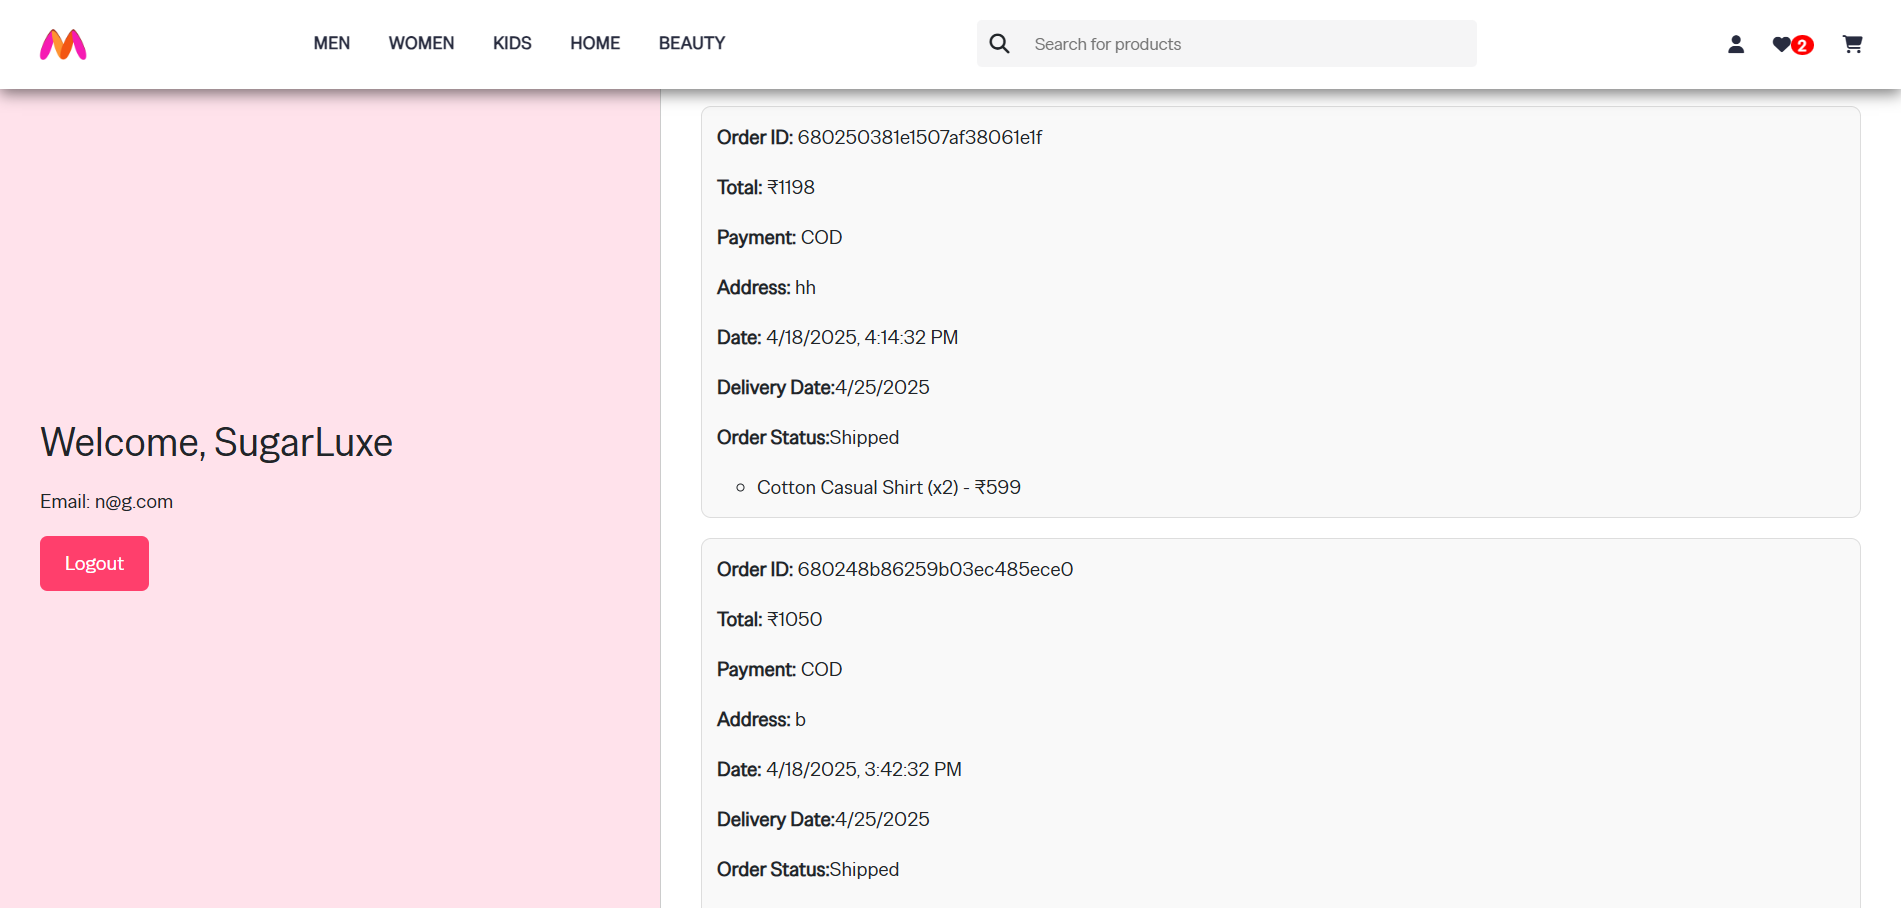 MEN WOMEN KIDS HOME BEAUTY Search for products 2
Welcome, SugarLuxe
Email: n@g.com
Logout
Order ID: 680250381e1507af38061e1f
Total: ₹1198
Payment: COD
Address: hh
Date: 4/18/2025, 4:14:32 PM
Delivery Date:4/25/2025
Order Status:Shipped
Cotton Casual Shirt (x2) - ₹599
Order ID: 680248b86259b03ec485ece0
Total: ₹1050
Payment: COD
Address: b
Date: 4/18/2025, 3:42:32 PM
Delivery Date:4/25/2025
Order Status:Shipped